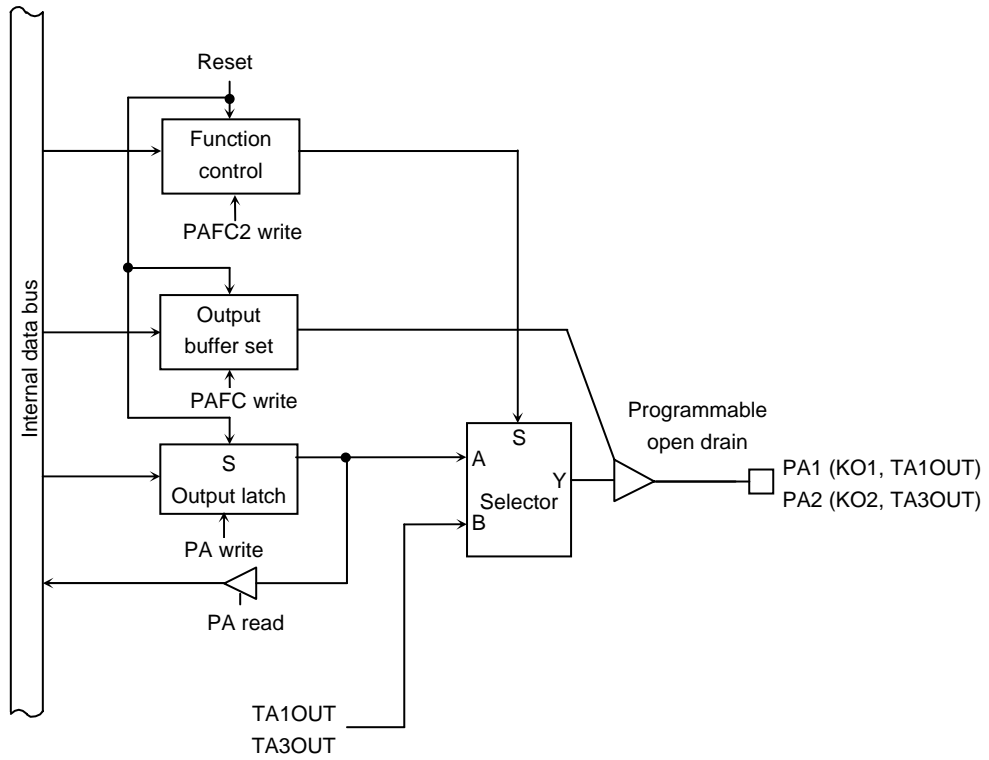 Reset
Function
control
PAFC2 write
Internal data bus
Output
buffer set
PAFC write
S
Output latch
PA write
PA read
S
A
Y
Selector
B
Programmable
open drain
PA1 (KO1, TA1OUT)
PA2 (KO2, TA3OUT)
TA1OUT
TA3OUT